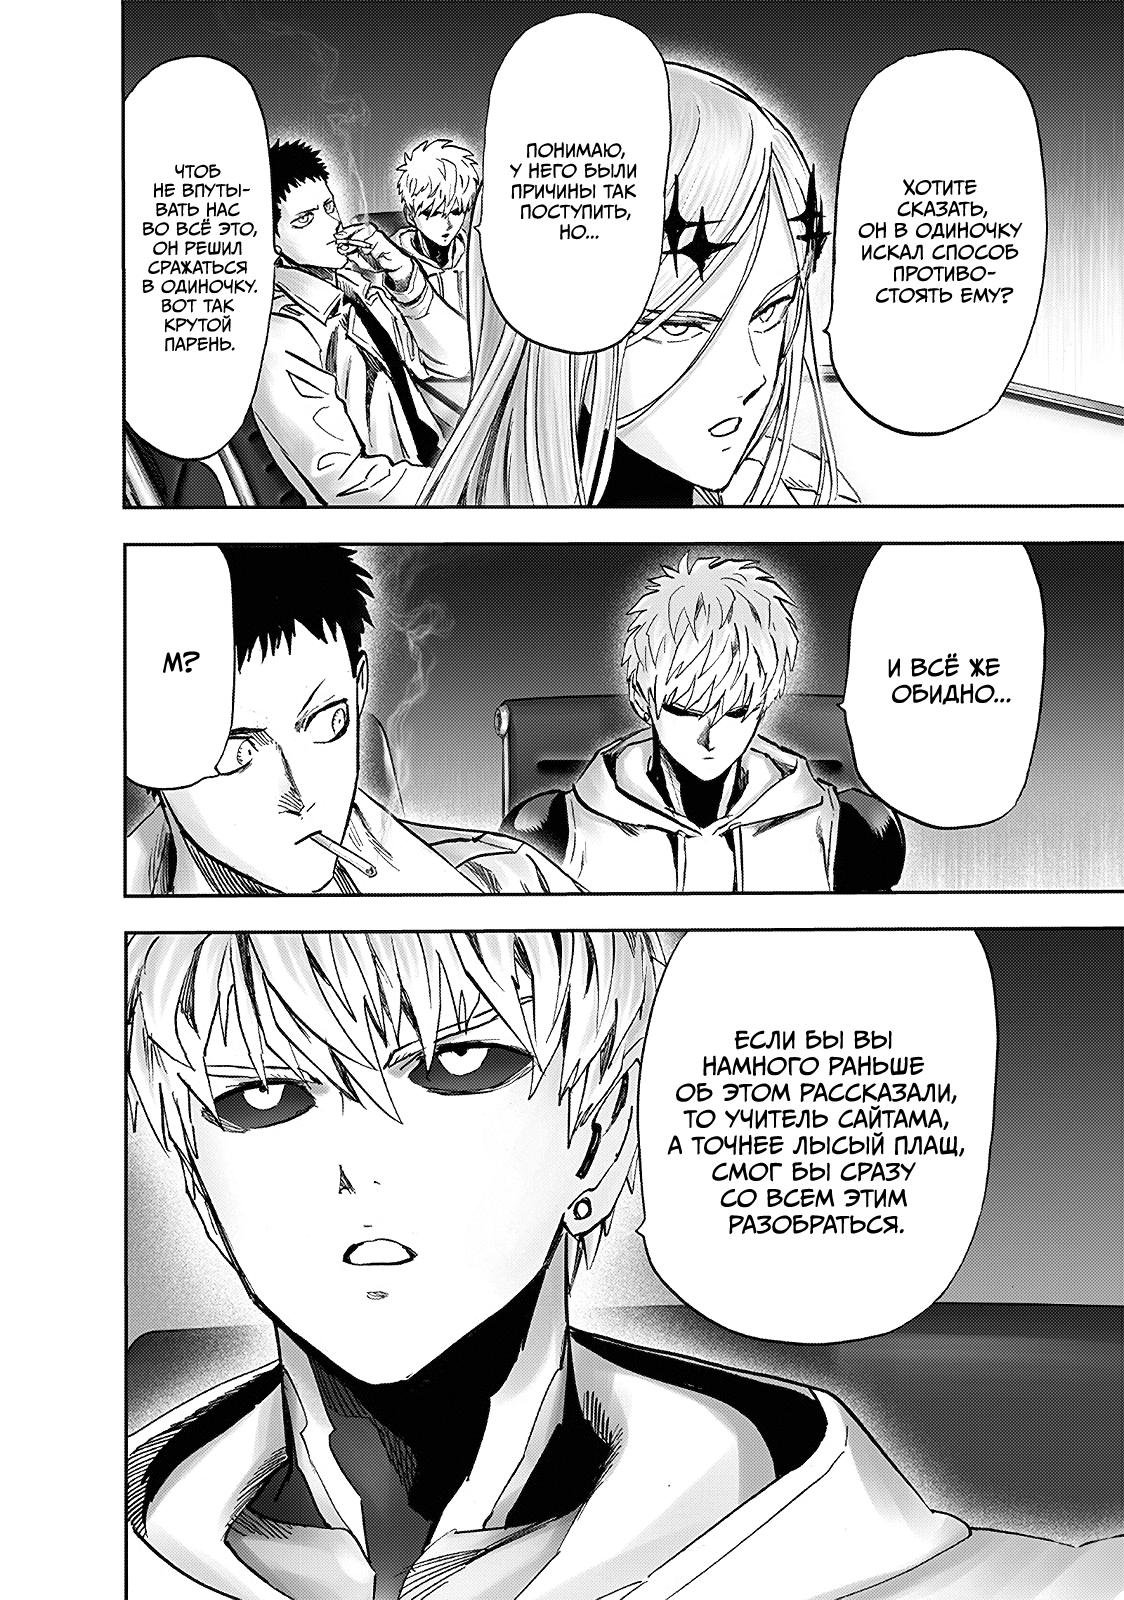 ХОТИТЕ
СКАЗАТЬ,
ОН В ОДИНОЧКУ
ИСКАЛ СПОСОБ
ПРОТИВО-
СТОЯТЬ ЕМУ?
ПОНИМАЮ,
У НЕГО БЫЛИ
ПРИЧИНЫ ТАК
ПОСТУПИТЬ,
НО...
ЧТОБ
НЕ ВПУТЫ-
ВАТЬ НАС
ВО ВСЁ ЭТО,
ОН РЕШИЛ
СРАЖАТЬСЯ
В ОДИНОЧКУ.
ВОТ ТАК
КРУТОЙ
ПАРЕНЬ.
И ВСЁ ЖЕ
ОБИДНО...
М?
ЕСЛИ БЫ ВЫ
НАМНОГО РАНЬШЕ
ОБ ЭТОМ РАССКАЗАЛИ,
ТО УЧИТЕЛЬ САЙТАМА,
А ТОЧНЕЕ ЛЫСЫЙ ПЛАЩ,
СМОГ БЫ СРАЗУ
СО ВСЕМ ЭТИМ
РАЗОБРАТЬСЯ.